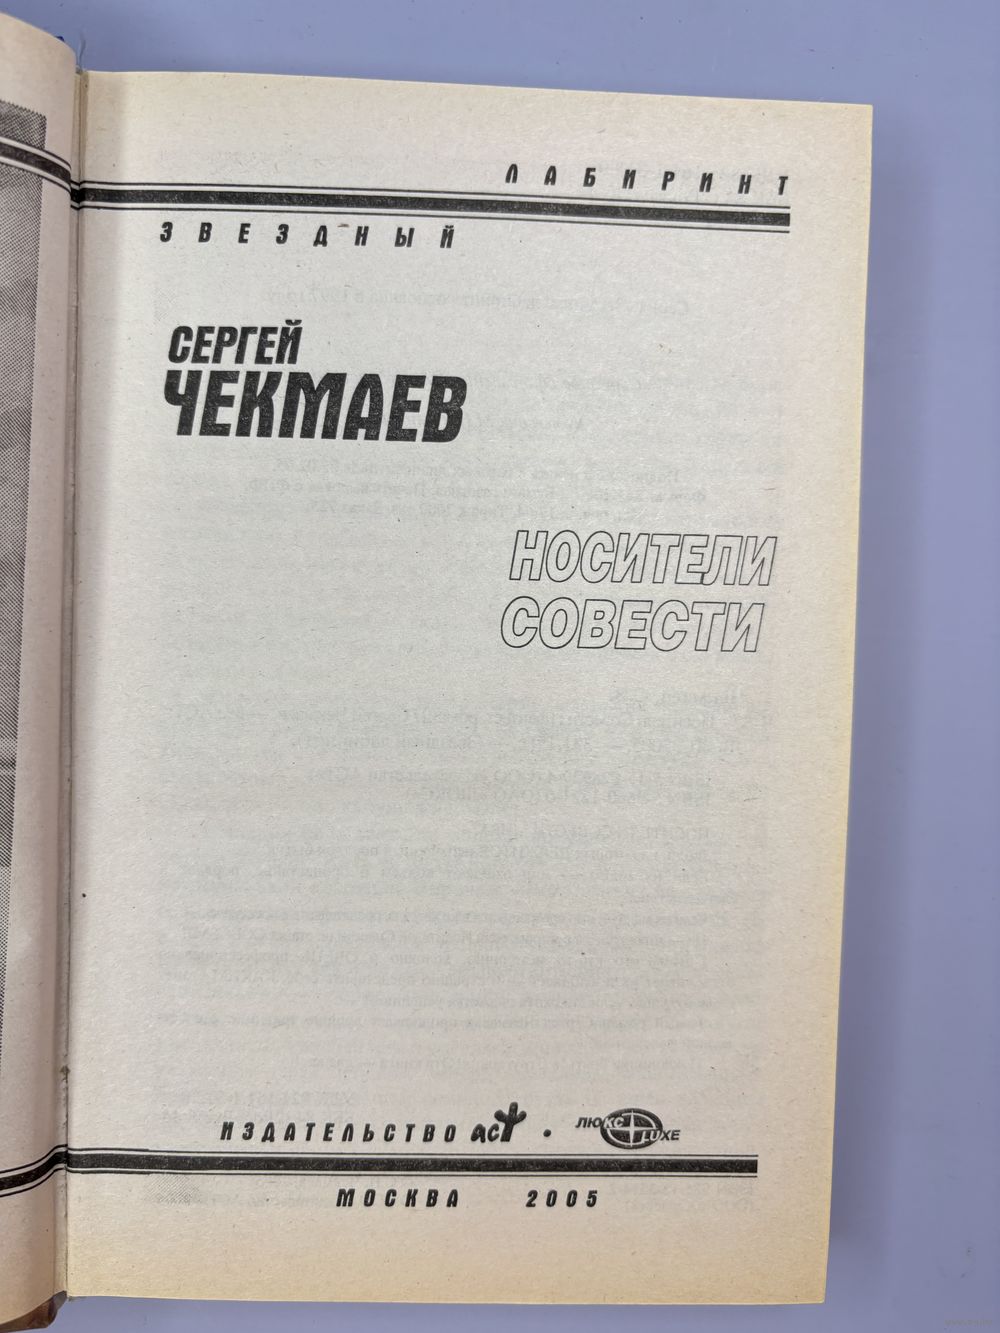 ЛАБИРИНТ
ЗВЕЗДНЫЙ
СЕРГЕЙ
ЧЕКМАЕВ
НОСИТЕЛИ
СОВЕСТИ
ИЗДАТЕЛЬСТВО АСТ • ЛЮКС LUXE
МОСКВА 2005